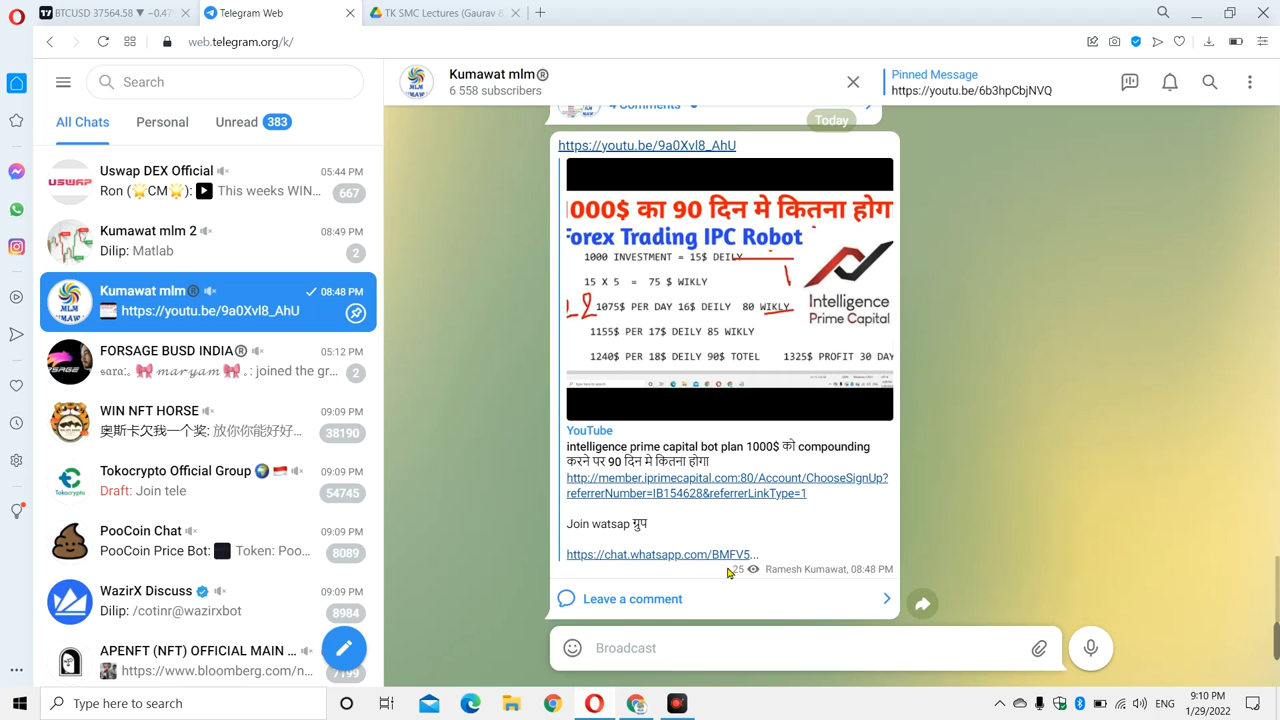 BTCUSD 37564.58 ▼ −0.47
Telegram Web
TK SMC Lectures (Gaurav &
web.telegram.org/k/
Search
All Chats
Personal
Unread 383
Uswap DEX Official
05:44 PM
USWAP
Ron (🌟CM🌟): This weeks WIN...
667
Kumawat mlm 2
08:49 PM
Dilip: Matlab
2
Kumawat mlm®
08:48 PM
https://youtu.be/9a0Xvl8_AhU
FORSAGE BUSD INDIA®
05:12 PM
joined the gr...
2
WIN NFT HORSE
09:09 PM
奥斯卡欠我一个奖: 放你你能好好...
38190
Tokocrypto Official Group
09:09 PM
Draft: Join tele
54745
Tokocrypto
PooCoin Chat
09:09 PM
PooCoin Price Bot: Token: Poo...
8089
WazirX Discuss
09:09 PM
Dilip: /cotinr@wazirxbot
8984
APENFT (NFT) OFFICIAL MAIN ...
https://www.bloomberg.com/n...
7199
Kumawat mlm®
6 558 subscribers
Pinned Message
https://youtu.be/6b3hpCbjNVQ
4 Comments
Today
https://youtu.be/9a0Xvl8_AhU
1000$ का 90 दिन मे कितना होग
Forex Trading IPC Robot
1000 INVESTMENT = 15$ DEILY
15 X 5 = 75 $ WIKLY
1075$ PER DAY 16$ DEILY 80 WIKLY
1155$ PER 17$ DEILY 85 WIKLY
1240$ PER 18$ DEILY 90$ TOTEL 1325$ PROFIT 30 DAY
Intelligence
Prime Capital
YouTube
intelligence prime capital bot plan 1000$ को compounding
करने पर 90 दिन मे कितना होगा
http://member.iprimecapital.com:80/Account/ChooseSignUp?
referrerNumber=IB154628&referrerLinkType=1
Join watsap ग्रुप
https://chat.whatsapp.com/BMFV5...
25 Ramesh Kumawat, 08:48 PM
Leave a comment
Broadcast
Type here to search
ENG
9:10 PM
1/29/2022